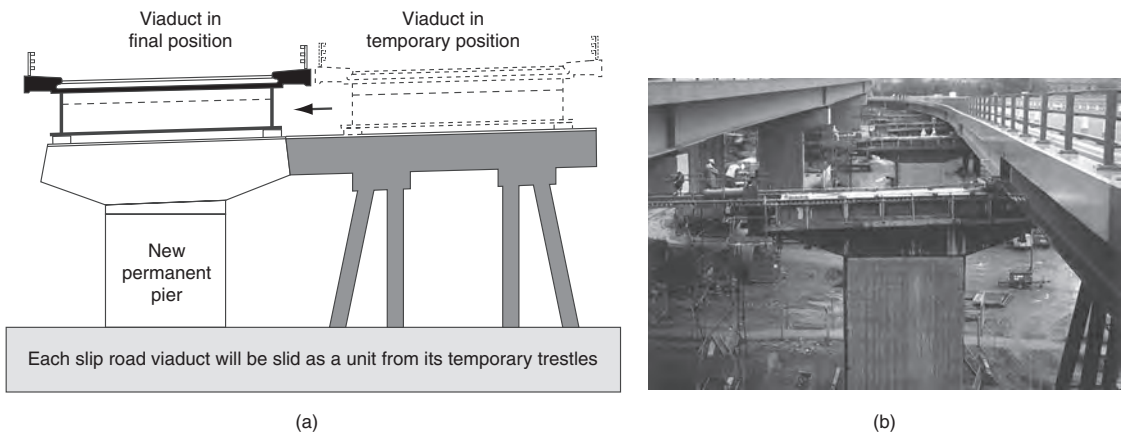 Viaduct in
final position
Viaduct in
temporary position
New
permanent
pier
Each slip road viaduct will be slid as a unit from its temporary trestles
(a)
(b)